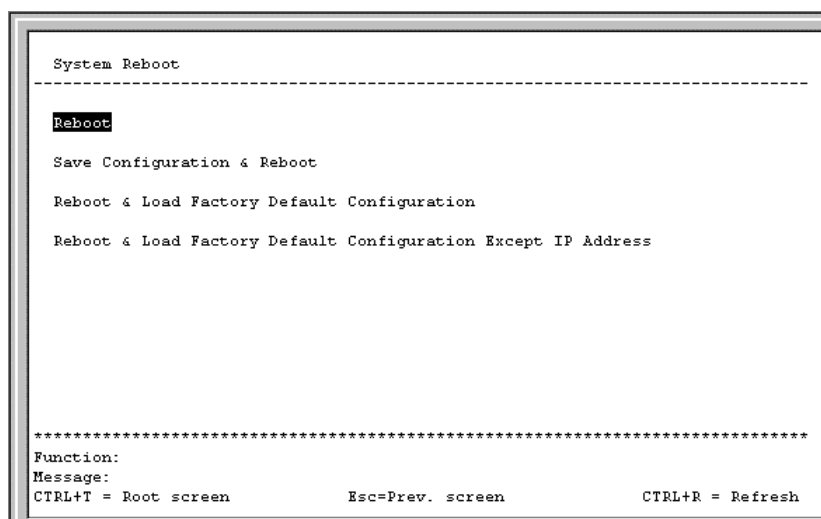 System Reboot
-------------------------------------------------------------------------------
Reboot
Save Configuration & Reboot
Reboot & Load Factory Default Configuration
Reboot & Load Factory Default Configuration Except IP Address
*******************************************************************************
Function:
Message:
CTRL+T = Root screen Esc=Prev. screen CTRL+R = Refresh